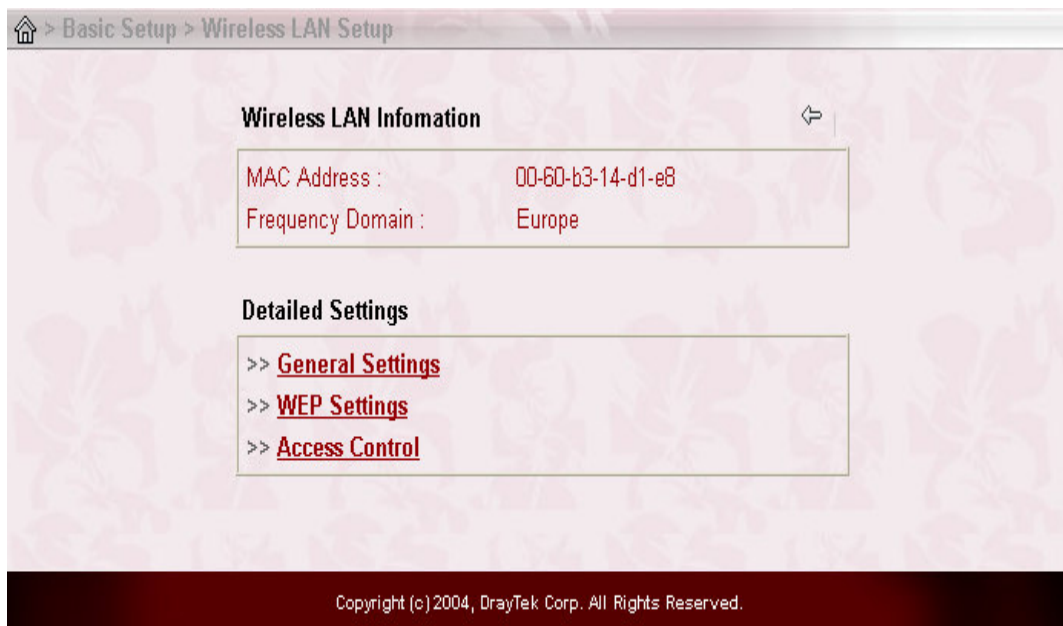 > Basic Setup > Wireless LAN Setup
Wireless LAN Infomation
MAC Address : 00-60-b3-14-d1-e8
Frequency Domain : Europe
Detailed Settings
>> General Settings
>> WEP Settings
>> Access Control
Copyright (c) 2004, DrayTek Corp. All Rights Reserved.